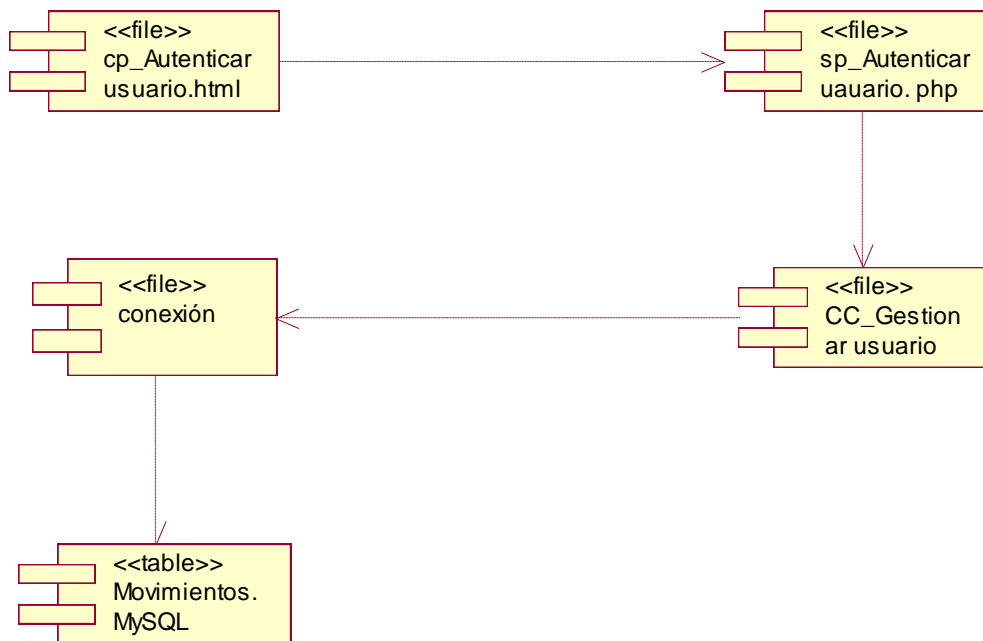 <<file>>
cp_Autenticar
usuario.html
<<file>>
sp_Autenticar
uauario. php
<<file>>
conexión
<<file>>
CC_Gestion
ar usuario
<<table>>
Movimientos.
MySQL